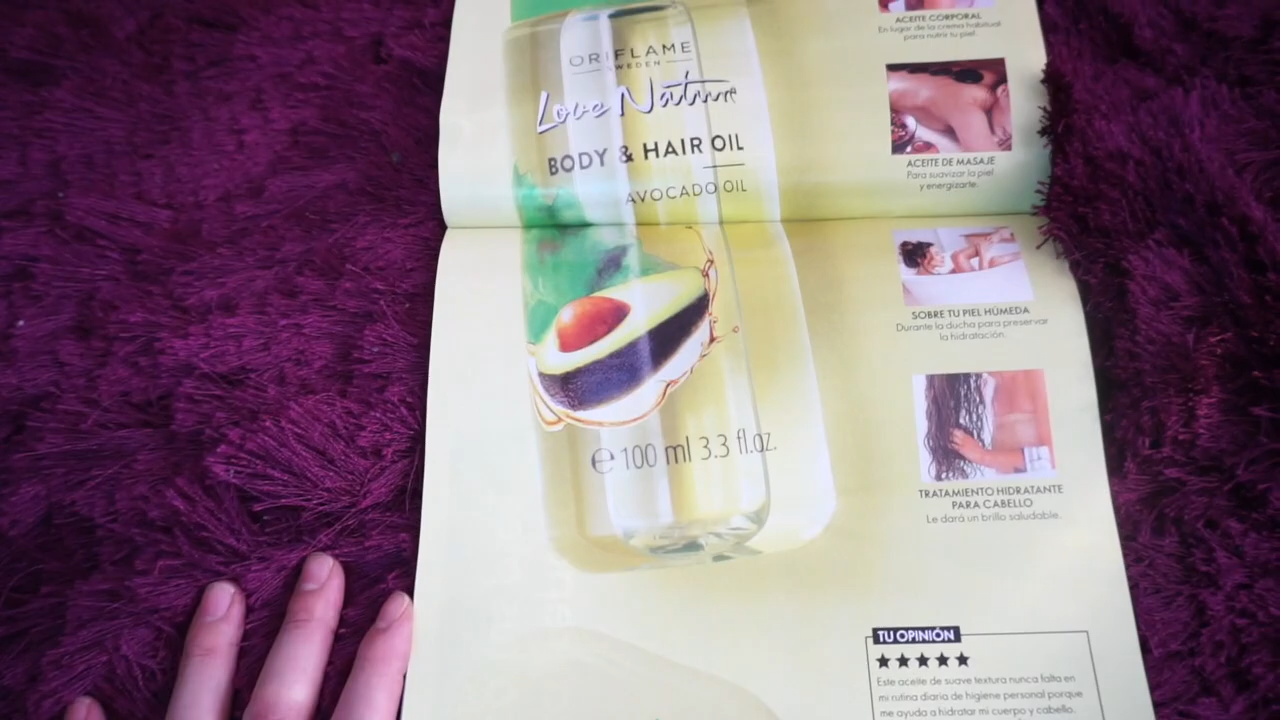 ORIFLAME
SWEDEN
Love Nature
BODY & HAIR OIL
AVOCADO OIL
e 100 ml 3.3 fl.oz.
ACEITE CORPORAL
En lugar de la crema habitual
para nutrir tu piel.
ACEITE DE MASAJE
Para suavizar la piel
y energizarte.
SOBRE TU PIEL HÚMEDA
Durante la ducha para preservar
la hidratación.
TRATAMIENTO HIDRATANTE
PARA CABELLO
Le dará un brillo saludable.
TU OPINIÓN
Este aceite de suave textura nunca falta en
mi rutina diaria de higiene personal porque
me ayuda a hidratar mi cuerpo y cabello.